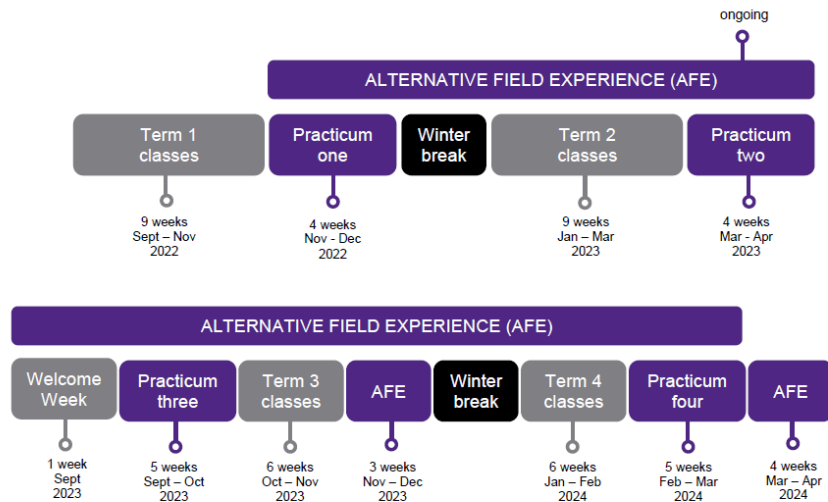 ongoing
ALTERNATIVE FIELD EXPERIENCE (AFE)
Term 1
classes
Practicum
one
Winter
break
Term 2
classes
Practicum
two
9 weeks
Sept – Nov
2022
4 weeks
Nov - Dec
2022
9 weeks
Jan – Mar
2023
4 weeks
Mar - Apr
2023
ALTERNATIVE FIELD EXPERIENCE (AFE)
Welcome
Week
Practicum
three
Term 3
classes
AFE
Winter
break
Term 4
classes
Practicum
four
AFE
1 week
Sept
2023
5 weeks
Sept – Oct
2023
6 weeks
Oct – Nov
2023
3 weeks
Nov – Dec
2023
6 weeks
Jan – Feb
2024
5 weeks
Feb – Mar
2024
4 weeks
Mar – Apr
2024